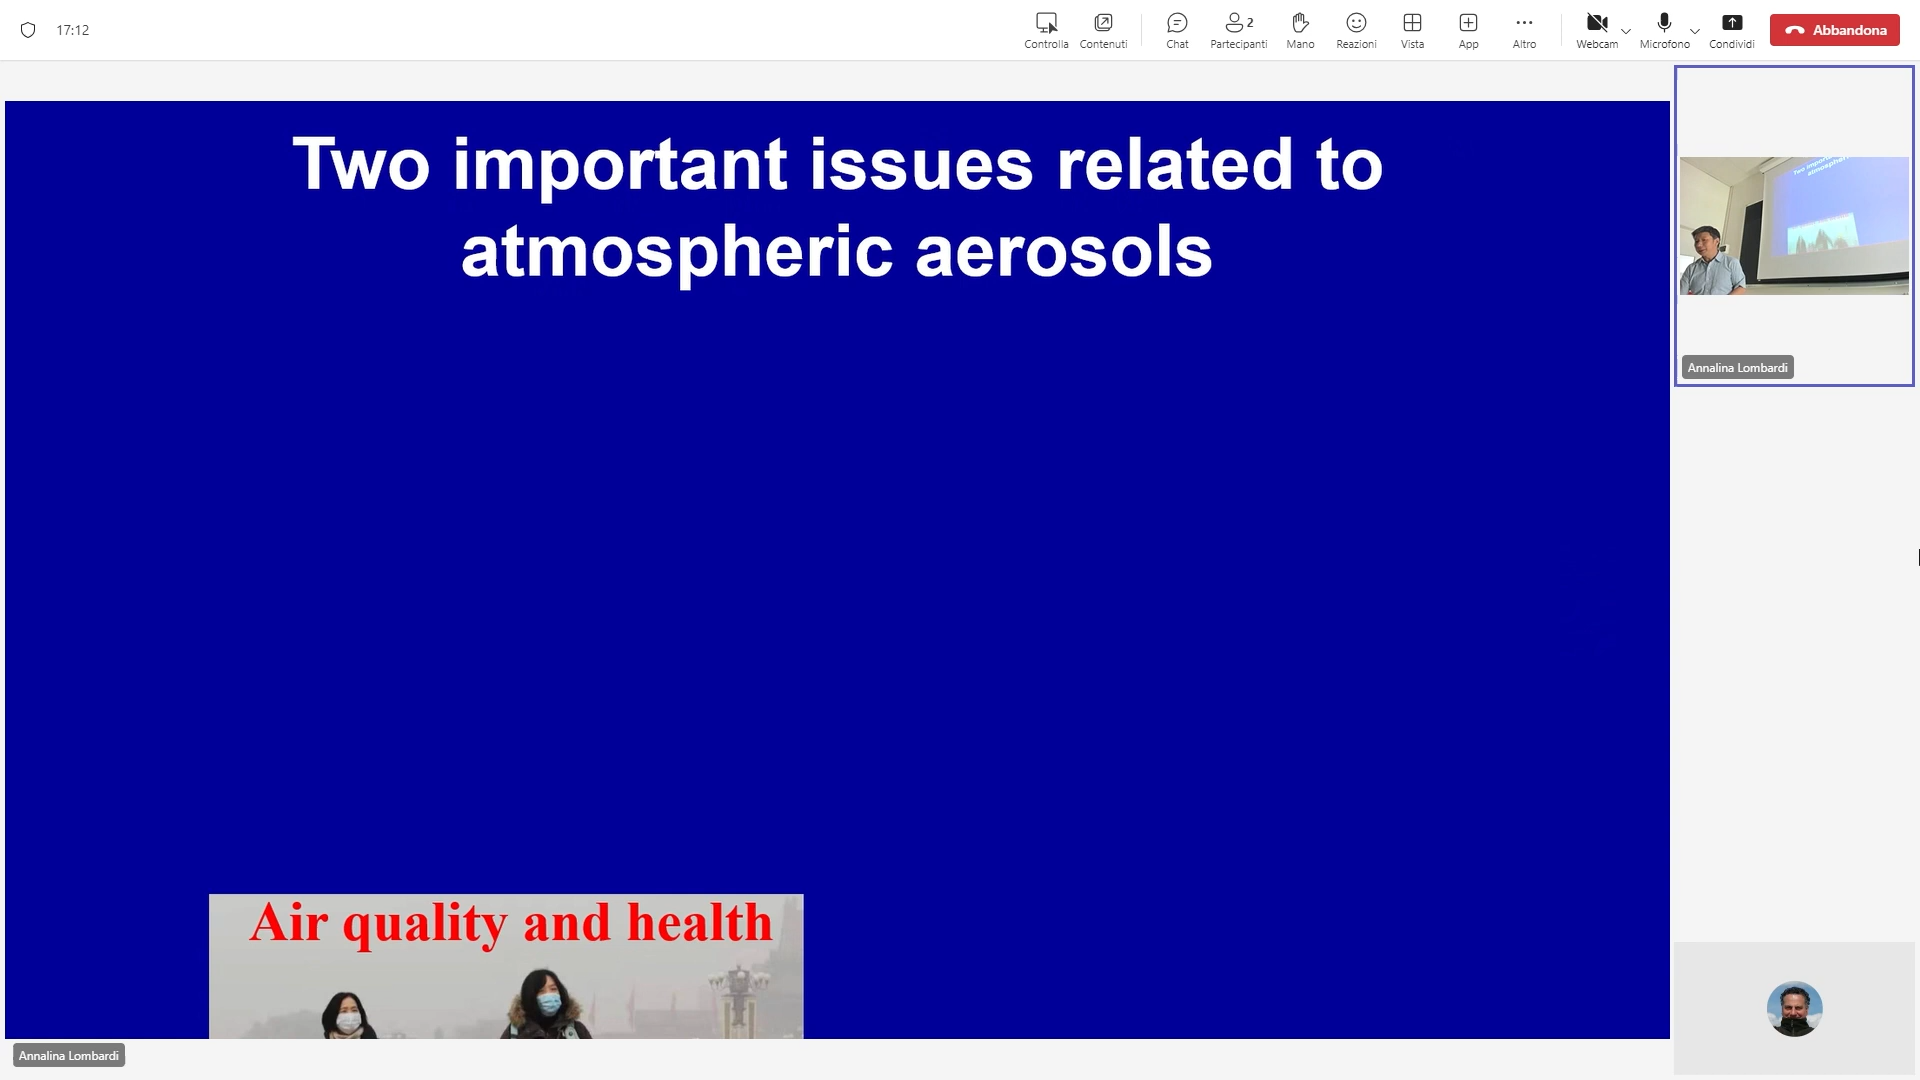 17:12
Controlla
Contenuti
Chat
2
Partecipanti
Mano
Reazioni
Vista
App
Altro
Webcam
Microfono
Condividi
Abbandona
Two important issues related to
atmospheric aerosols
Air quality and health
Annalina Lombardi
Annalina Lombardi